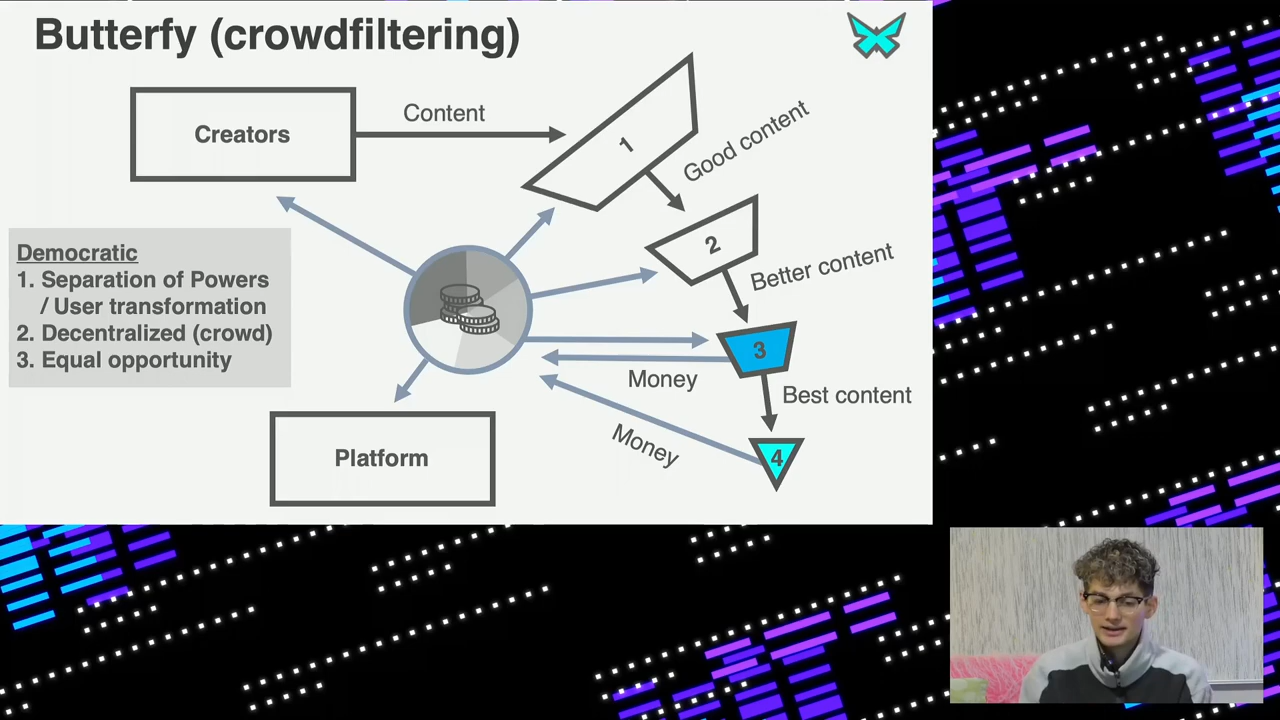 Butterfy (crowdfiltering)
Creators
Content
1
Good content
2
Better content
Democratic
1. Separation of Powers
/ User transformation
2. Decentralized (crowd)
3. Equal opportunity
3
Money
Best content
Money
4
Platform